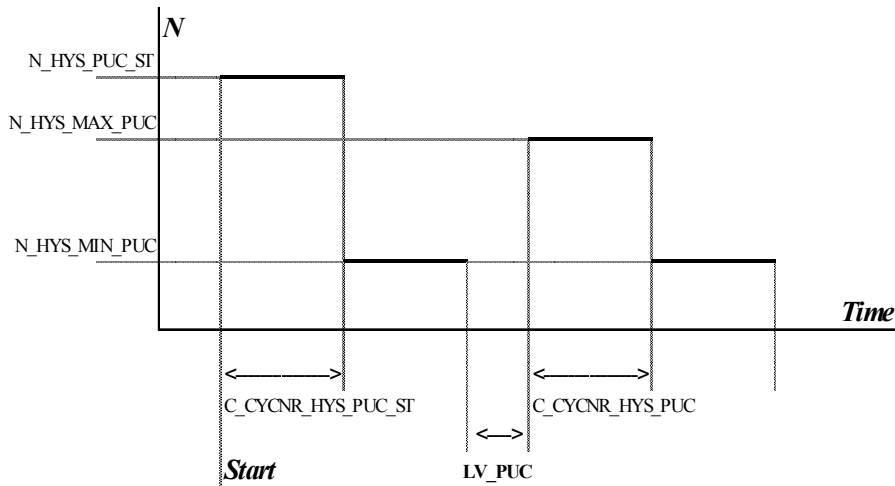 N
N_HYS_PUC_ST
N_HYS_MAX_PUC
N_HYS_MIN_PUC
Time
C_CYCNR_HYS_PUC_ST
C_CYCNR_HYS_PUC
Start
LV_PUC